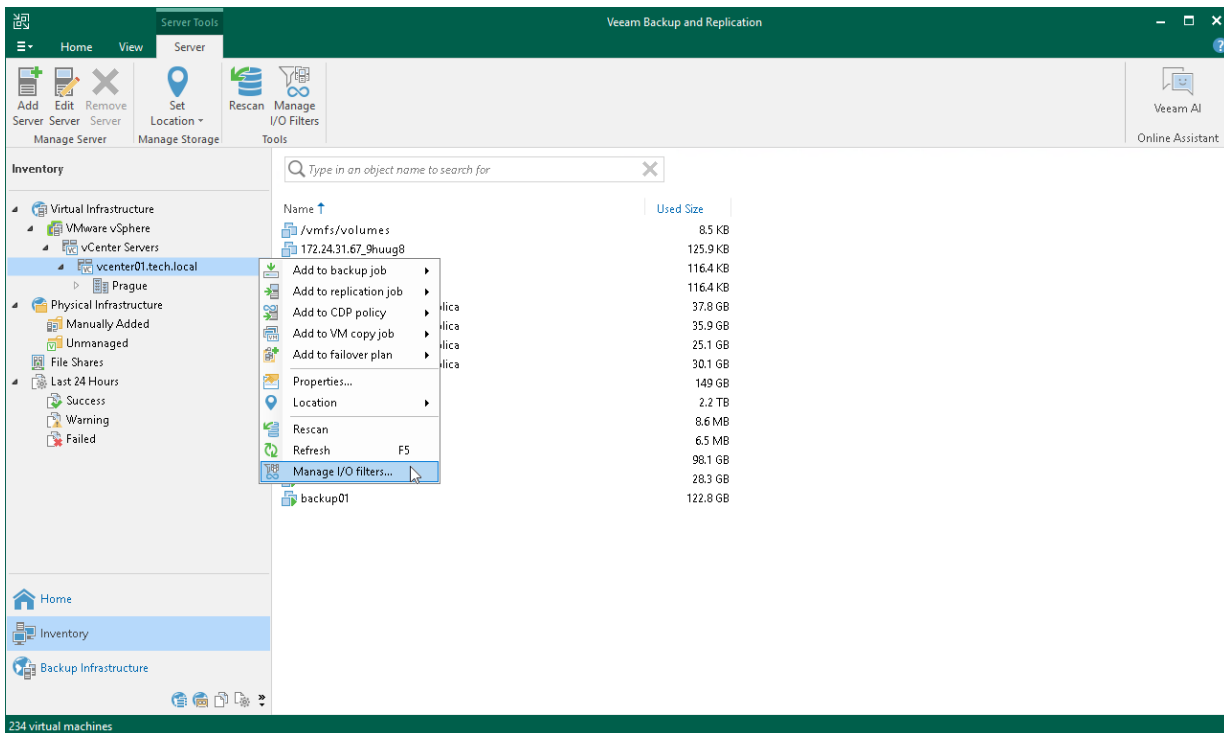 Server Tools
Veeam Backup and Replication
Home View Server
Add Server
Edit Server
Remove Server
Manage Server
Set Location
Manage Storage
Rescan
Manage I/O Filters
Tools
Veeam AI
Online Assistant
Inventory
Type in an object name to search for
Virtual Infrastructure
VMware vSphere
vCenter Servers
vcenter01.tech.local
Prague
Physical Infrastructure
Manually Added
Unmanaged
File Shares
Last 24 Hours
Success
Warning
Failed
Name Used Size
/vmfs/volumes 8.5 KB
172.24.31.67_9huug8 125.9 KB
116.4 KB
116.4 KB
plica 37.8 GB
plica 35.9 GB
plica 25.1 GB
plica 30.1 GB
149 GB
2.2 TB
8.6 MB
6.5 MB
98.1 GB
28.3 GB
backup01 122.8 GB
Add to backup job
Add to replication job
Add to CDP policy
Add to VM copy job
Add to failover plan
Properties...
Location
Rescan
Refresh F5
Manage I/O filters...
Home
Inventory
Backup Infrastructure
234 virtual machines